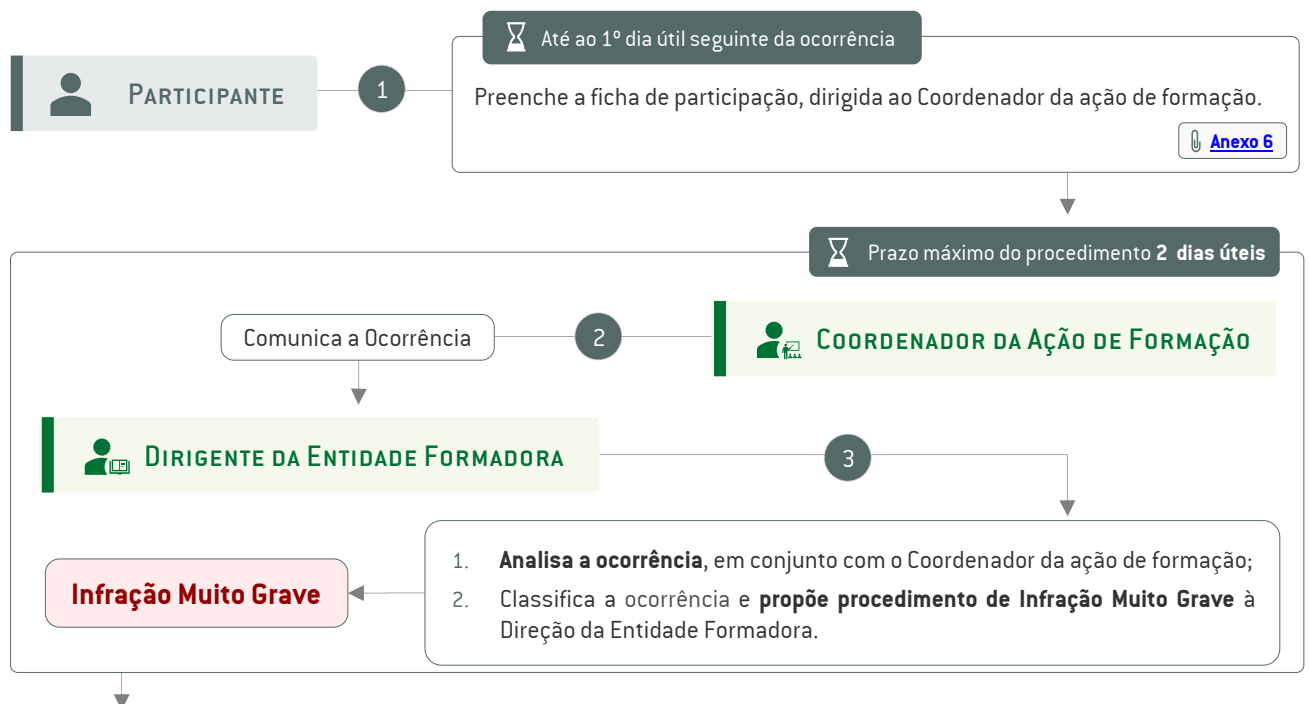 Até ao 1º dia útil seguinte da ocorrência
PARTICIPANTE
1
Preenche a ficha de participação, dirigida ao Coordenador da ação de formação.
Anexo 6
Prazo máximo do procedimento 2 dias úteis
Comunica a Ocorrência
2
COORDENADOR DA AÇÃO DE FORMAÇÃO
DIRIGENTE DA ENTIDADE FORMADORA
3
Infração Muito Grave
1. Analisa a ocorrência, em conjunto com o Coordenador da ação de formação;
2. Classifica a ocorrência e propõe procedimento de Infração Muito Grave à
Direção da Entidade Formadora.